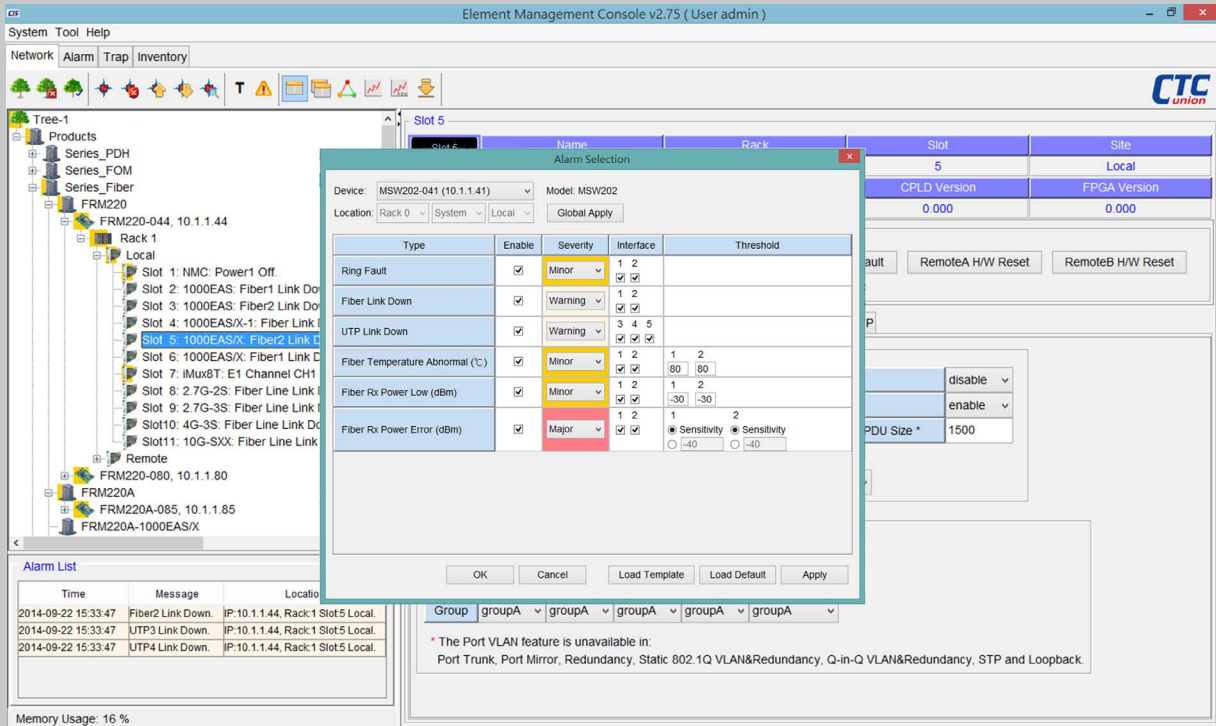 CTS
Element Management Console v2.75 ( User admin )
System Tool Help
Network Alarm Trap Inventory
T
CTC
union
Tree-1
Products
Series_PDH
Series_FOM
Series_Fiber
FRM220
FRM220-044, 10.1.1.44
Rack 1
Local
Slot 1: NMC: Power1 Off.
Slot 2: 1000EAS: Fiber1 Link Do
Slot 3: 1000EAS: Fiber2 Link Do
Slot 4: 1000EAS/X-1: Fiber Link
Slot 5: 1000EAS/X: Fiber2 Link D
Slot 6: 1000EAS/X: Fiber1 Link D
Slot 7: iMux8T: E1 Channel CH1
Slot 8: 2.7G-2S: Fiber Line Link
Slot 9: 2.7G-3S: Fiber Line Link
Slot10: 4G-3S: Fiber Line Link Do
Slot11: 10G-SXX: Fiber Line Link
Remote
FRM220-080, 10.1.1.80
FRM220A
FRM220A-085, 10.1.1.85
FRM220A-1000EAS/X
Alarm List
Time Message Locatio
2014-09-22 15:33:47 Fiber2 Link Down. IP:10.1.1.44, Rack:1 Slot:5 Local.
2014-09-22 15:33:47 UTP3 Link Down. IP:10.1.1.44, Rack:1 Slot:5 Local.
2014-09-22 15:33:47 UTP4 Link Down. IP:10.1.1.44, Rack:1 Slot:5 Local.
Memory Usage: 16 %
Slot 5
Name Rack Slot Site
5 Local
CPLD Version FPGA Version
0.000 0.000
ault RemoteA H/W Reset RemoteB H/W Reset
P
disable
enable
PDU Size * 1500
Alarm Selection
Device: MSW202-041 (10.1.1.41) Model: MSW202
Location: Rack 0 System Local Global Apply
Type Enable Severity Interface Threshold
Ring Fault Minor 1 2
Fiber Link Down Warning 1 2
UTP Link Down Warning 3 4 5
Fiber Temperature Abnormal (℃) Minor 1 2 1 2
80 80
Fiber Rx Power Low (dBm) Minor 1 2 1 2
-30 -30
Fiber Rx Power Error (dBm) Major 1 2 1 2
Sensitivity Sensitivity
-40 -40
OK Cancel Load Template Load Default Apply
Group groupA groupA groupA groupA groupA
* The Port VLAN feature is unavailable in:
Port Trunk, Port Mirror, Redundancy, Static 802.1Q VLAN&Redundancy, Q-in-Q VLAN&Redundancy, STP and Loopback.